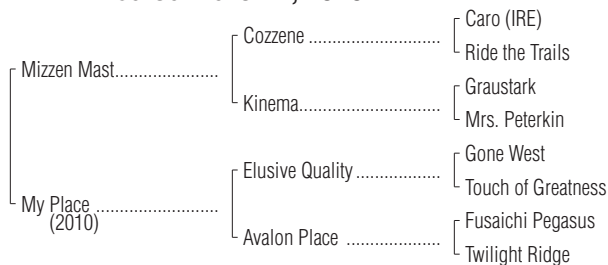 Caro (IRE)
Cozzene ....................
Ride the Trails
Mizzen Mast.......................
Graustark
Kinema...............................
Mrs. Peterkin
Gone West
Elusive Quality ..................
Touch of Greatness
My Place ...........................
(2010)
Fusaichi Pegasus
Avalon Place ....................
Twilight Ridge